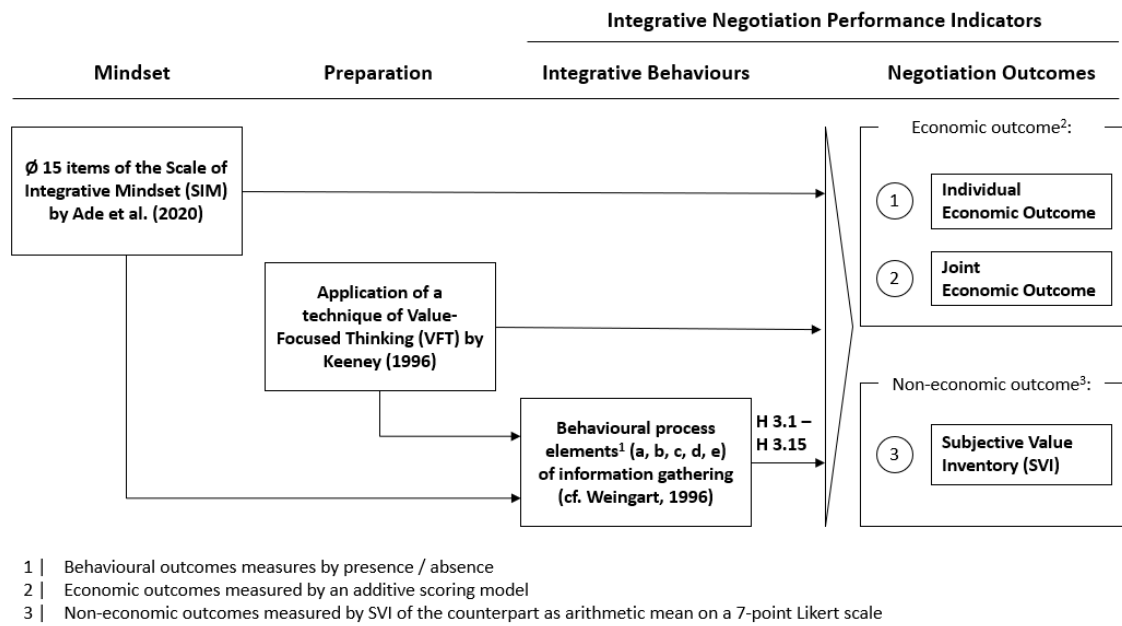 Integrative Negotiation Performance Indicators
Mindset
Preparation
Integrative Behaviours
Negotiation Outcomes
Ø 15 items of the Scale of
Integrative Mindset (SIM)
by Ade et al. (2020)
Application of a
technique of Value-
Focused Thinking (VFT) by
Keeney (1996)
Behavioural process
elements¹ (a, b, c, d, e)
of information gathering
(cf. Weingart, 1996)
H 3.1 –
H 3.15
Economic outcome²:
1
Individual
Economic Outcome
2
Joint
Economic Outcome
Non-economic outcome³:
3
Subjective Value
Inventory (SVI)
1 | Behavioural outcomes measures by presence / absence
2 | Economic outcomes measured by an additive scoring model
3 | Non-economic outcomes measured by SVI of the counterpart as arithmetic mean on a 7-point Likert scale